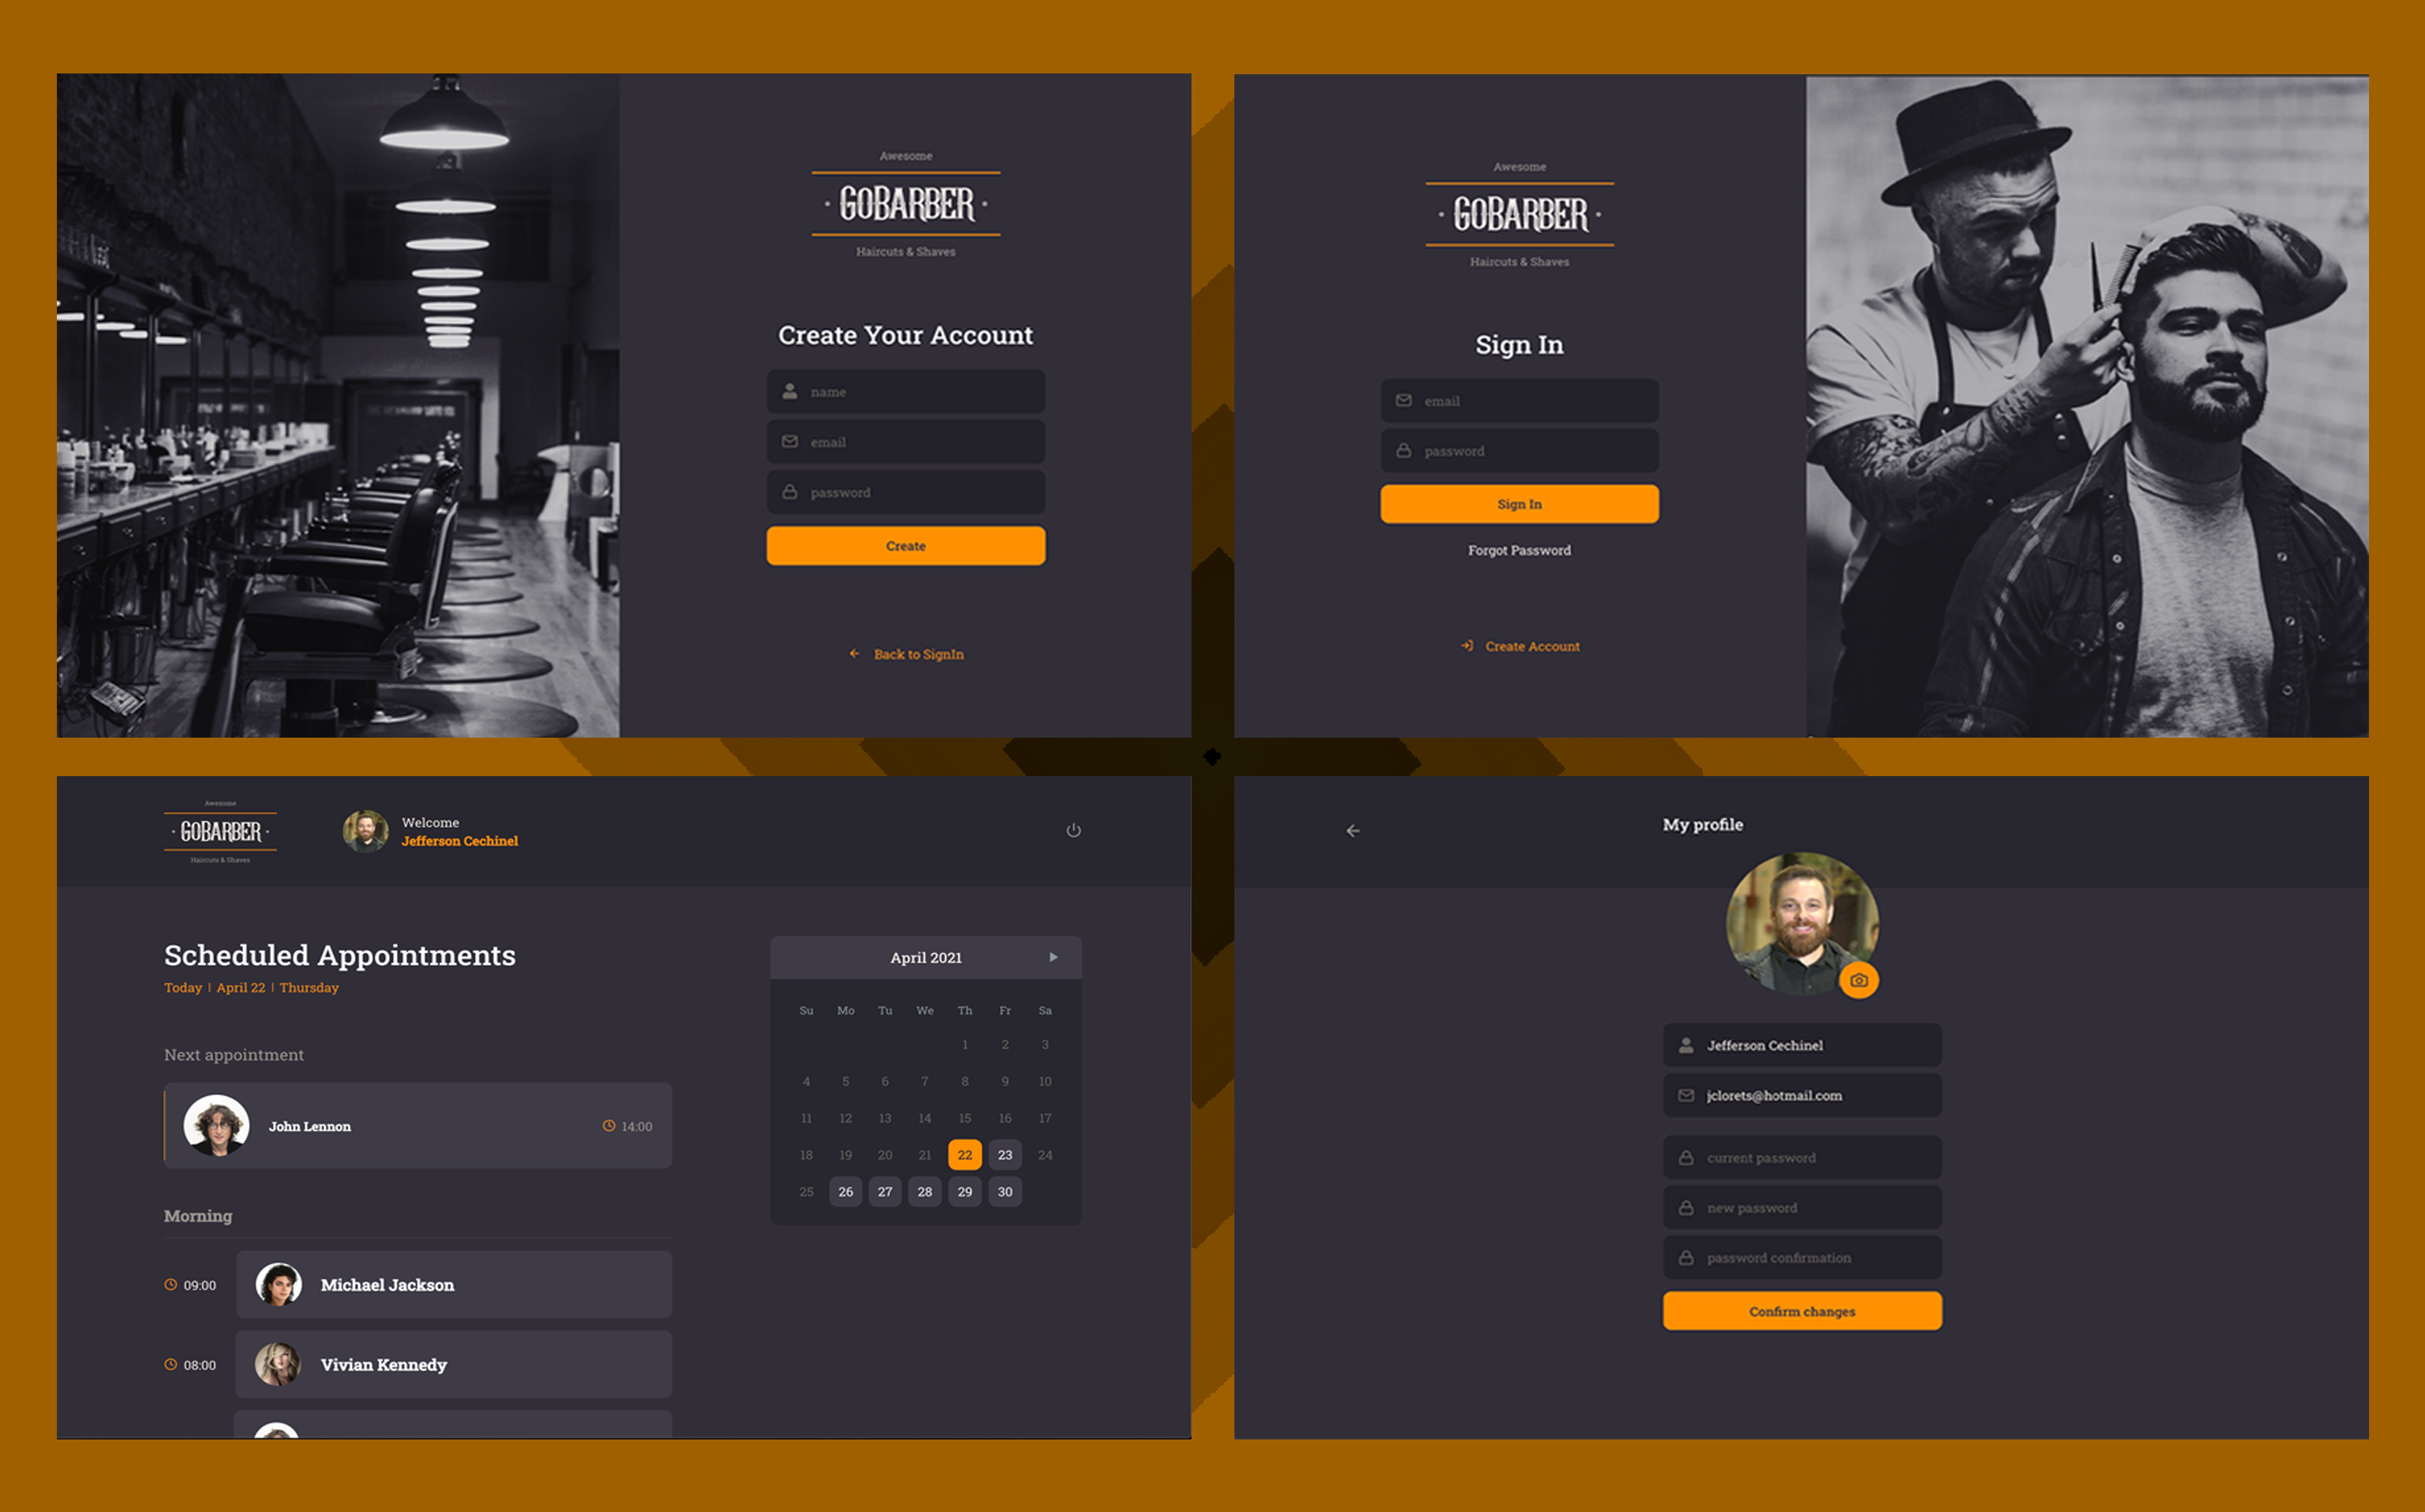 Awesome
· GOBARBER ·
Haircuts & Shaves
Create Your Account
name
email
password
Create
Back to SignIn
Awesome
· GOBARBER ·
Haircuts & Shaves
Sign In
email
password
Sign In
Forgot Password
Create Account
Awesome
· GOBARBER ·
Haircuts & Shaves
Welcome
Jefferson Cechinel
Scheduled Appointments
Today | April 22 | Thursday
Next appointment
John Lennon 14:00
Morning
09:00 Michael Jackson
08:00 Vivian Kennedy
April 2021
Su Mo Tu We Th Fr Sa
1 2 3
4 5 6 7 8 9 10
11 12 13 14 15 16 17
18 19 20 21 22 23 24
25 26 27 28 29 30
My profile
Jefferson Cechinel
jclorets@hotmail.com
current password
new password
password confirmation
Confirm changes